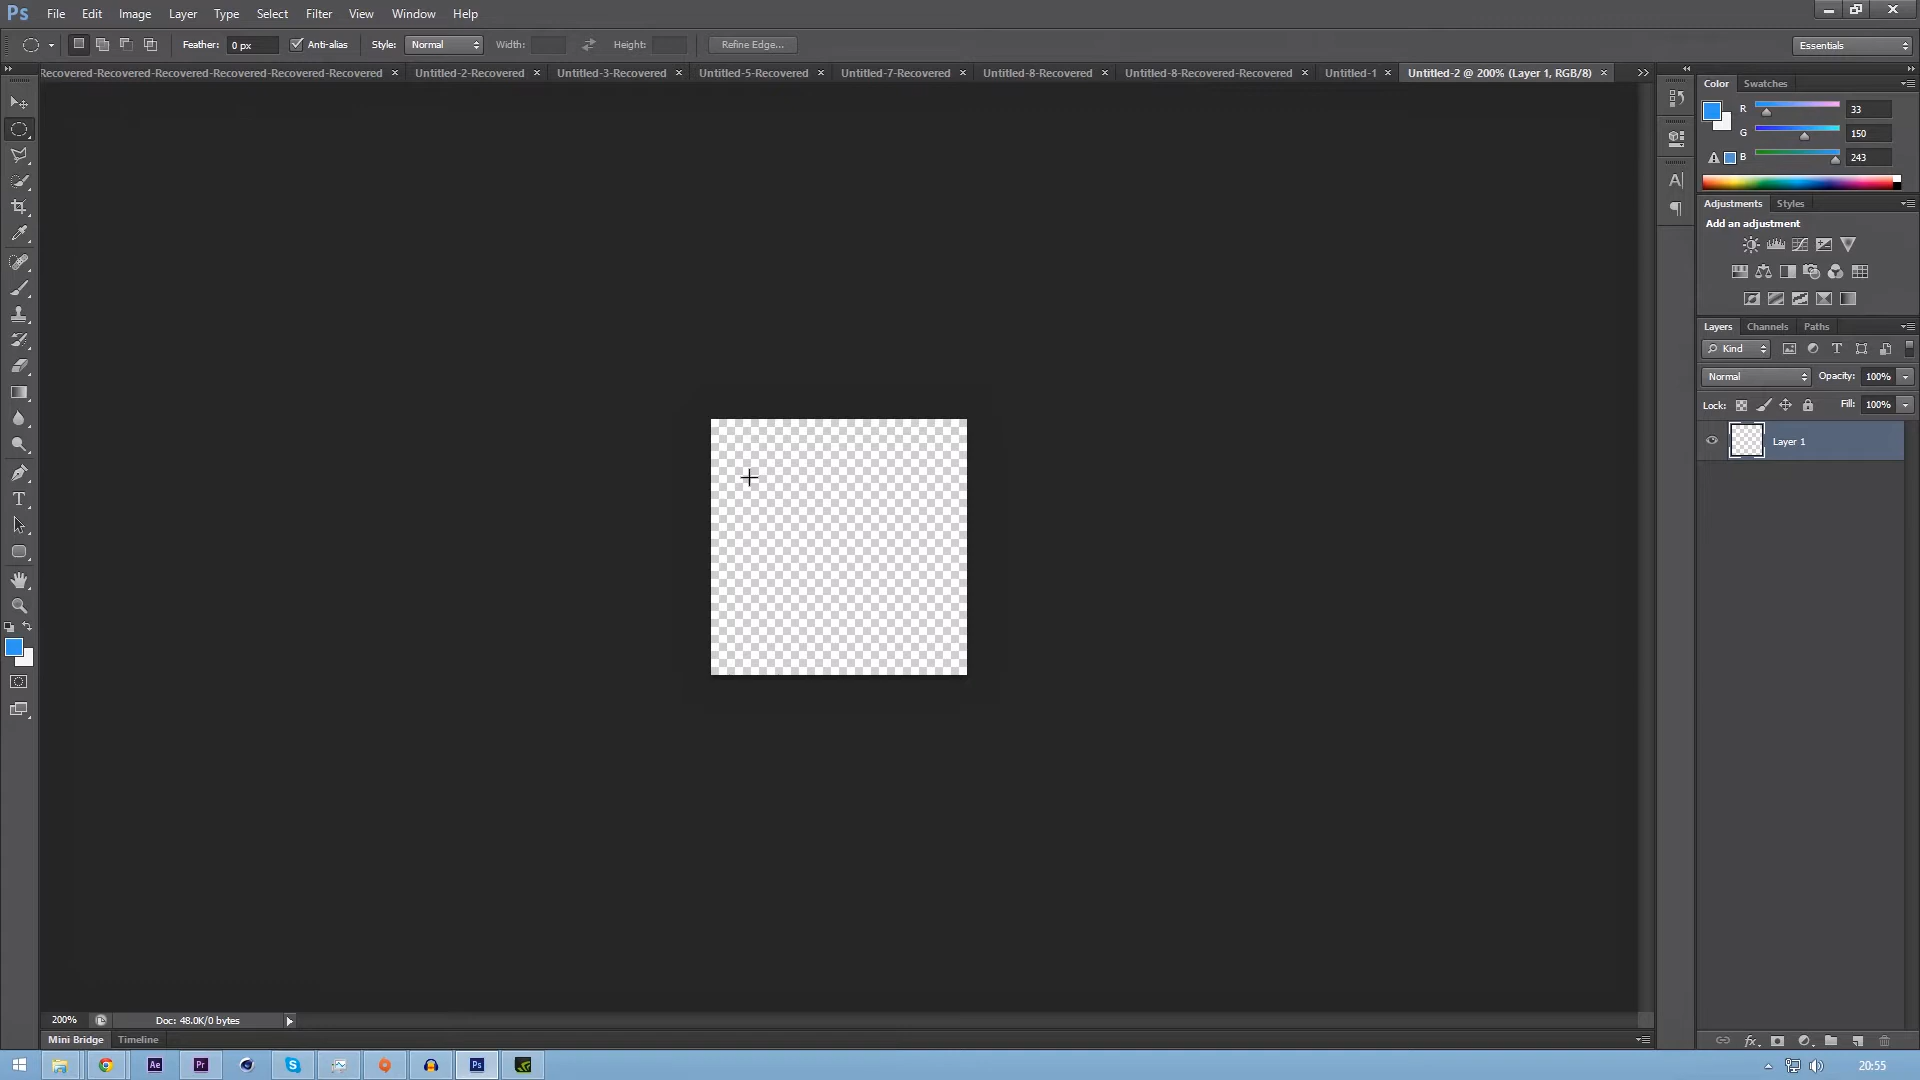 Ps File Edit Image Layer Type Select Filter View Window Help
Feather: 0 px Anti-alias Style: Normal Width: Height: Refine Edge... Essentials
Recovered-Recovered-Recovered-Recovered-Recovered-Recovered × Untitled-2-Recovered × Untitled-3-Recovered × Untitled-5-Recovered × Untitled-7-Recovered × Untitled-8-Recovered × Untitled-8-Recovered-Recovered × Untitled-1 × Untitled-2 @ 200% (Layer 1, RGB/8) ×
Color Swatches
R 33
G 150
B 243
Adjustments Styles
Add an adjustment
Layers Channels Paths
Kind
Normal Opacity: 100%
Lock: Fill: 100%
Layer 1
200% Doc: 48.0K/0 bytes
Mini Bridge Timeline
Ae Pr Ps 20:55